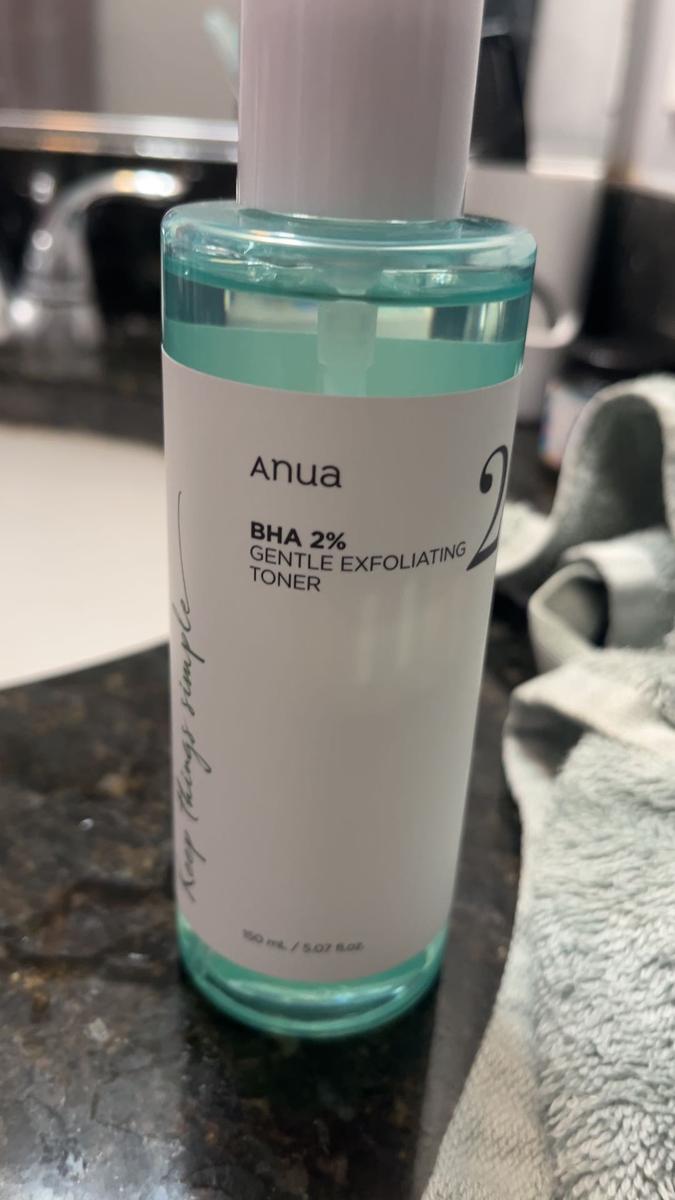 Anua
2
BHA 2%
GENTLE EXFOLIATING
TONER
Keep things simple
150 mL / 5.07 fl.oz.